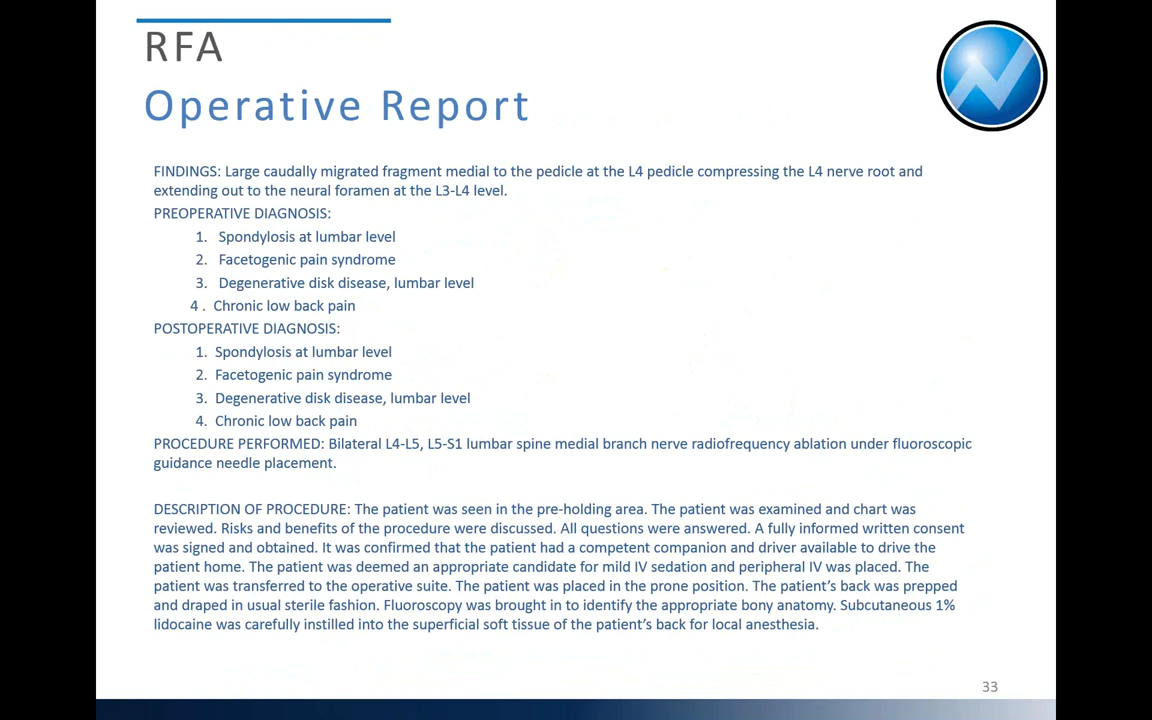 RFA
Operative Report
FINDINGS: Large caudally migrated fragment medial to the pedicle at the L4 pedicle compressing the L4 nerve root and
extending out to the neural foramen at the L3-L4 level.
PREOPERATIVE DIAGNOSIS:
1. Spondylosis at lumbar level
2. Facetogenic pain syndrome
3. Degenerative disk disease, lumbar level
4 . Chronic low back pain
POSTOPERATIVE DIAGNOSIS:
1. Spondylosis at lumbar level
2. Facetogenic pain syndrome
3. Degenerative disk disease, lumbar level
4. Chronic low back pain
PROCEDURE PERFORMED: Bilateral L4-L5, L5-S1 lumbar spine medial branch nerve radiofrequency ablation under fluoroscopic
guidance needle placement.
DESCRIPTION OF PROCEDURE: The patient was seen in the pre-holding area. The patient was examined and chart was
reviewed. Risks and benefits of the procedure were discussed. All questions were answered. A fully informed written consent
was signed and obtained. It was confirmed that the patient had a competent companion and driver available to drive the
patient home. The patient was deemed an appropriate candidate for mild IV sedation and peripheral IV was placed. The
patient was transferred to the operative suite. The patient was placed in the prone position. The patient's back was prepped
and draped in usual sterile fashion. Fluoroscopy was brought in to identify the appropriate bony anatomy. Subcutaneous 1%
lidocaine was carefully instilled into the superficial soft tissue of the patient's back for local anesthesia.
33